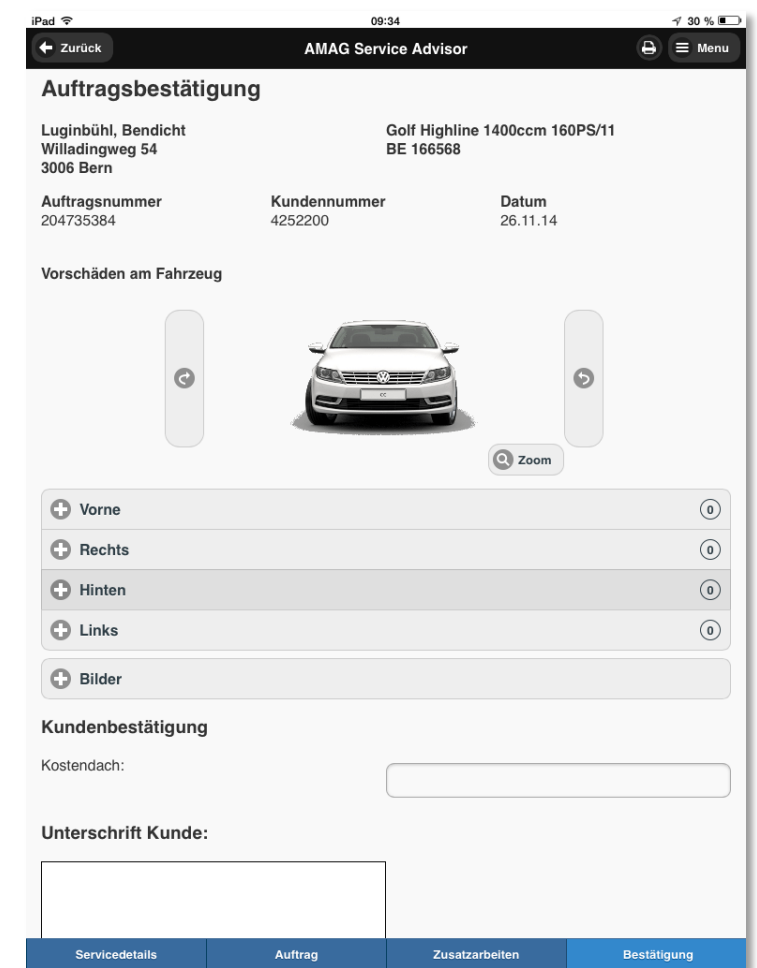 iPad 09:34 30 %
Zurück AMAG Service Advisor Menu
Auftragsbestätigung
Luginbühl, Bendicht Golf Highline 1400ccm 160PS/11
Willadingweg 54 BE 166568
3006 Bern
Auftragsnummer Kundennummer Datum
204735384 4252200 26.11.14
Vorschäden am Fahrzeug
CC
Zoom
Vorne 0
Rechts 0
Hinten 0
Links 0
Bilder
Kundenbestätigung
Kostendach:
Unterschrift Kunde:
Servicedetails Auftrag Zusatzarbeiten Bestätigung